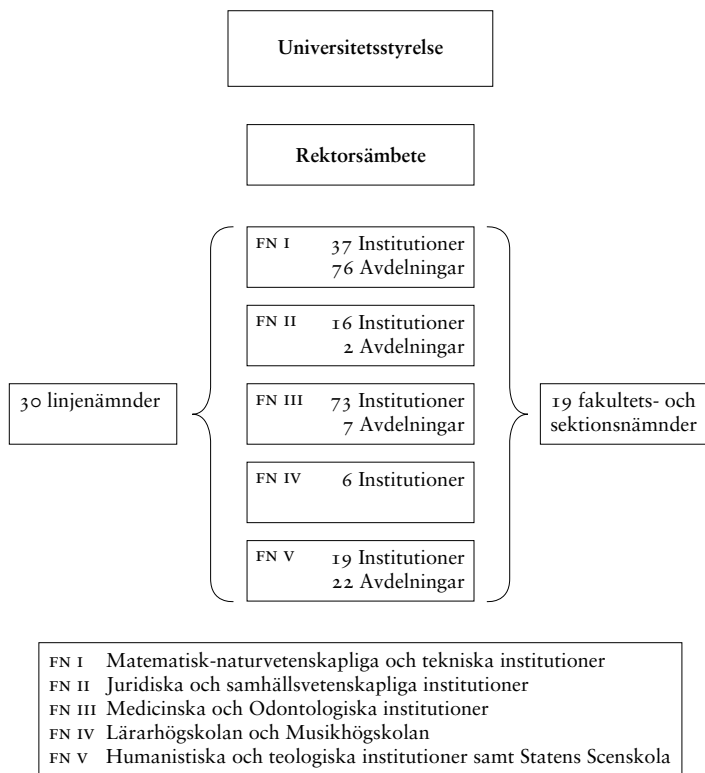 Universitetsstyrelse
Rektorsämbete
FN I 37 Institutioner
76 Avdelningar
FN II 16 Institutioner
2 Avdelningar
30 linjenämnder
FN III 73 Institutioner
7 Avdelningar
19 fakultets- och
sektionsnämnder
FN IV 6 Institutioner
FN V 19 Institutioner
22 Avdelningar
FN I Matematisk-naturvetenskapliga och tekniska institutioner
FN II Juridiska och samhällsvetenskapliga institutioner
FN III Medicinska och Odontologiska institutioner
FN IV Lärarhögskolan och Musikhögskolan
FN V Humanistiska och teologiska institutioner samt Statens Scenskola